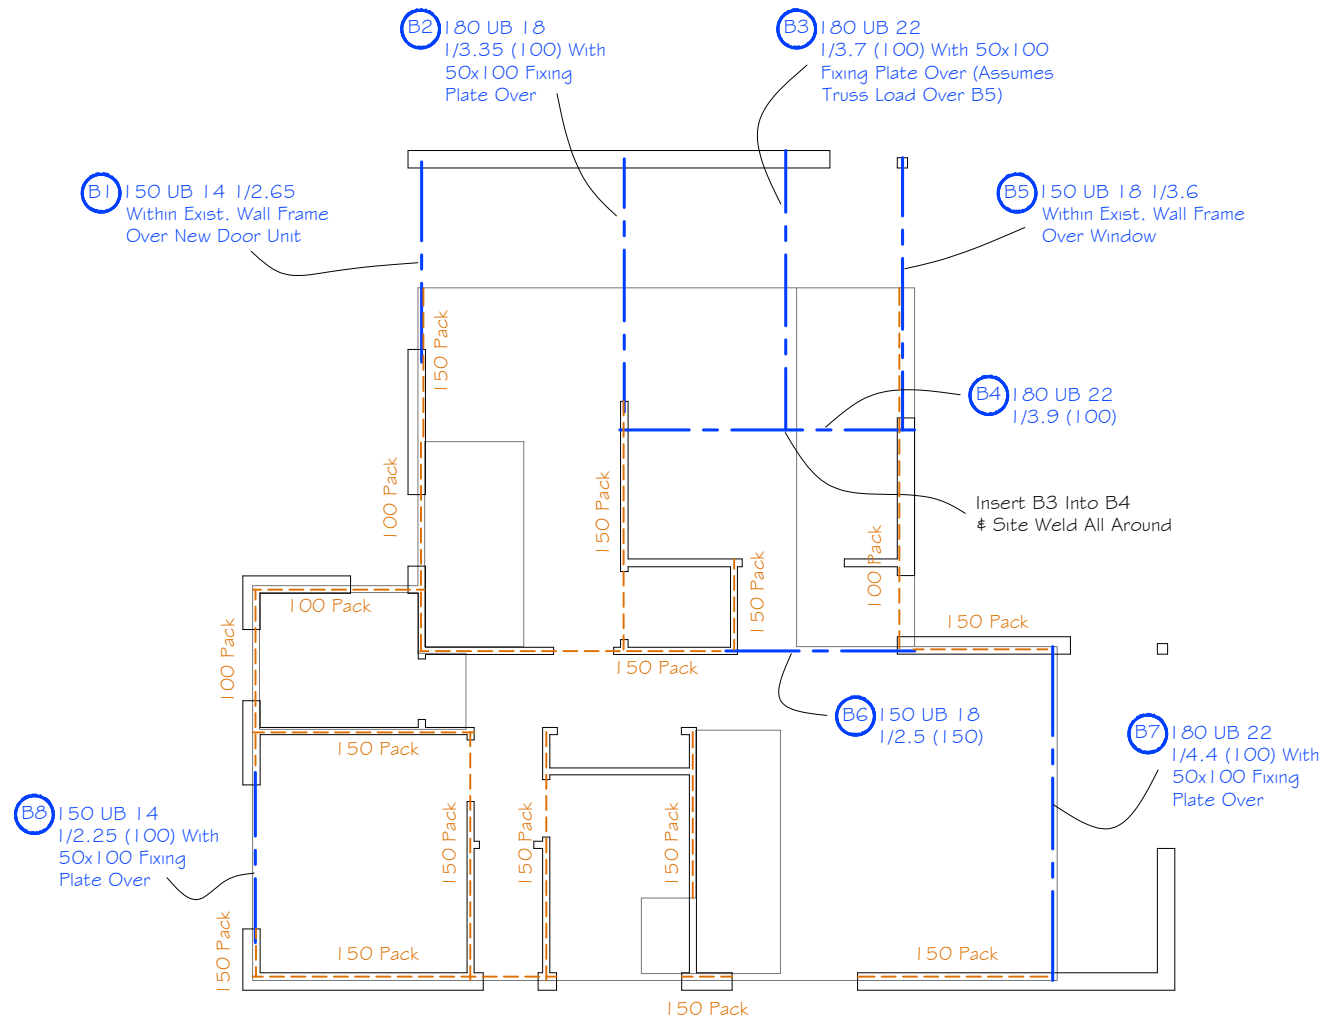 B2 180 UB 18
1/3.35 (100) With
50x100 Fixing
Plate Over
B3 180 UB 22
1/3.7 (100) With 50x100
Fixing Plate Over (Assumes
Truss Load Over B5)
B1 150 UB 14 1/2.65
Within Exist. Wall Frame
Over New Door Unit
B5 150 UB 18 1/3.6
Within Exist. Wall Frame
Over Window
150 Pack
B4 180 UB 22
1/3.9 (100)
100 Pack
150 Pack
Insert B3 Into B4
& Site Weld All Around
100 Pack
150 Pack
100 Pack
150 Pack
100 Pack
150 Pack
B6 150 UB 18
1/2.5 (150)
B7 180 UB 22
1/4.4 (100) With
50x100 Fixing
Plate Over
150 Pack
B8 150 UB 14
1/2.25 (100) With
50x100 Fixing
Plate Over
150 Pack
150 Pack
150 Pack
150 Pack
150 Pack
150 Pack
150 Pack